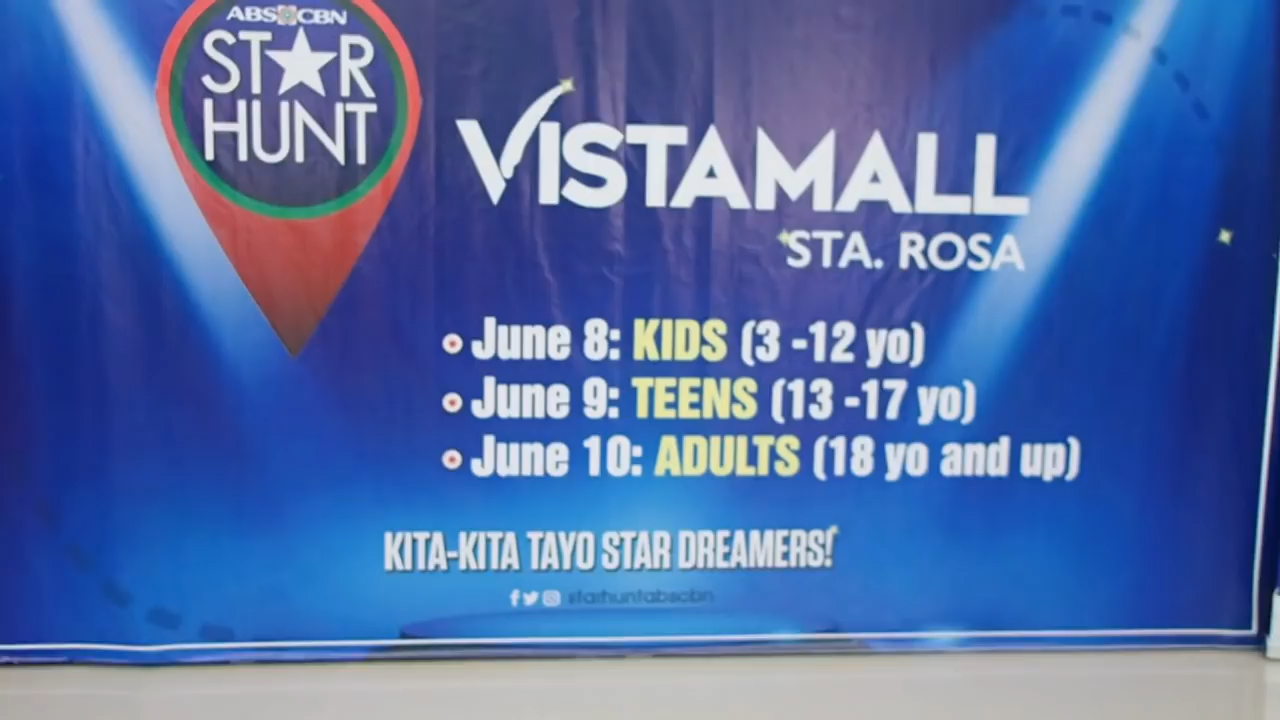 ABS CBN
STAR
HUNT
VISTAMALL
STA. ROSA
June 8: KIDS (3 -12 yo)
June 9: TEENS (13 -17 yo)
June 10: ADULTS (18 yo and up)
KITA-KITA TAYO STAR DREAMERS!
starhuntabscbn